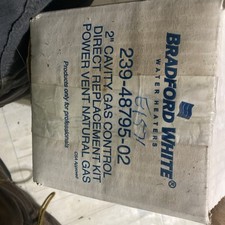 BRADFORD WHITE®
WATER HEATERS
239-48795-02
2" CAVITY GAS CONTROL
DIRECT REPLACEMENT KIT
POWER VENT NATURAL GAS
Products only for professionals